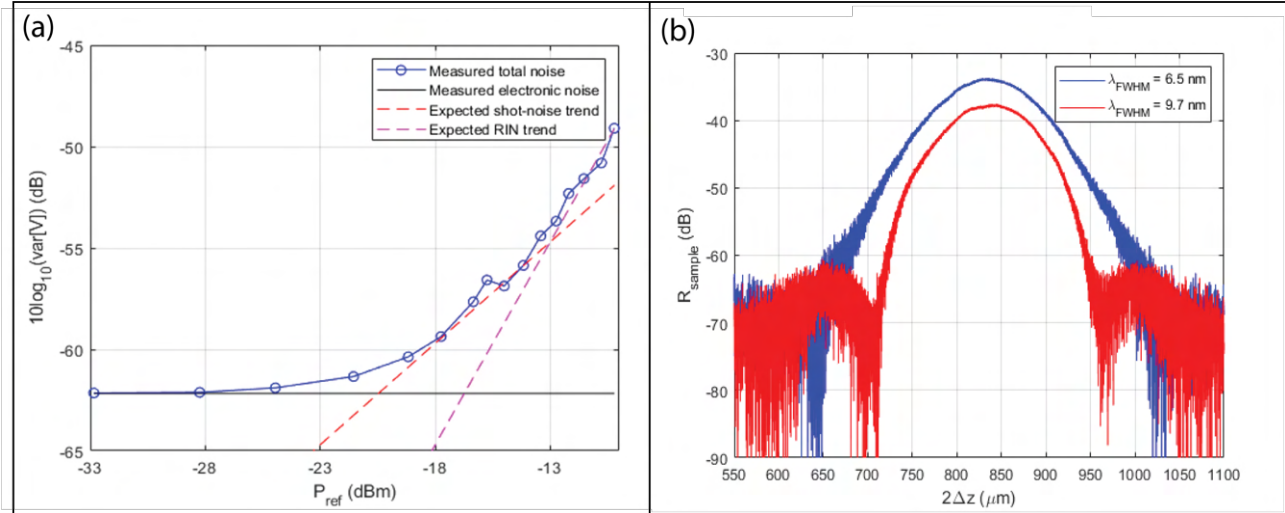 (a)
-45
-50
-55
-60
-65
10log10(var[V]) (dB)
Measured total noise
Measured electronic noise
Expected shot-noise trend
Expected RIN trend
-33 -28 -23 -18 -13
Pref (dBm)
(b)
-30
-40
-50
-60
-70
-80
-90
Rsample (dB)
λFWHM = 6.5 nm
λFWHM = 9.7 nm
550 600 650 700 750 800 850 900 950 1000 1050 1100
2Δz (μm)